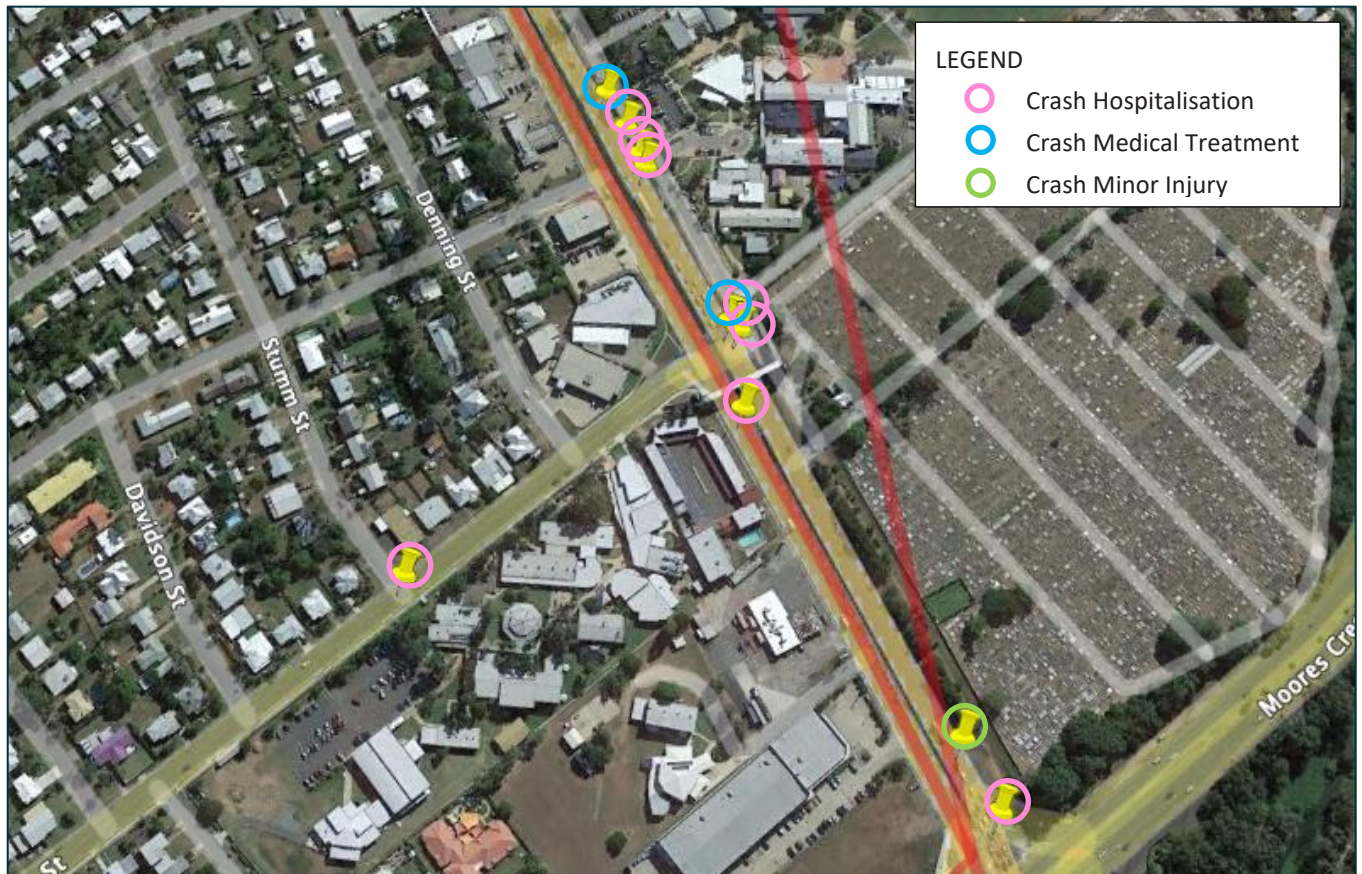 LEGEND
Crash Hospitalisation
Crash Medical Treatment
Crash Minor Injury
Denning St
Stumm St
Davidson St
Moores Cre
St